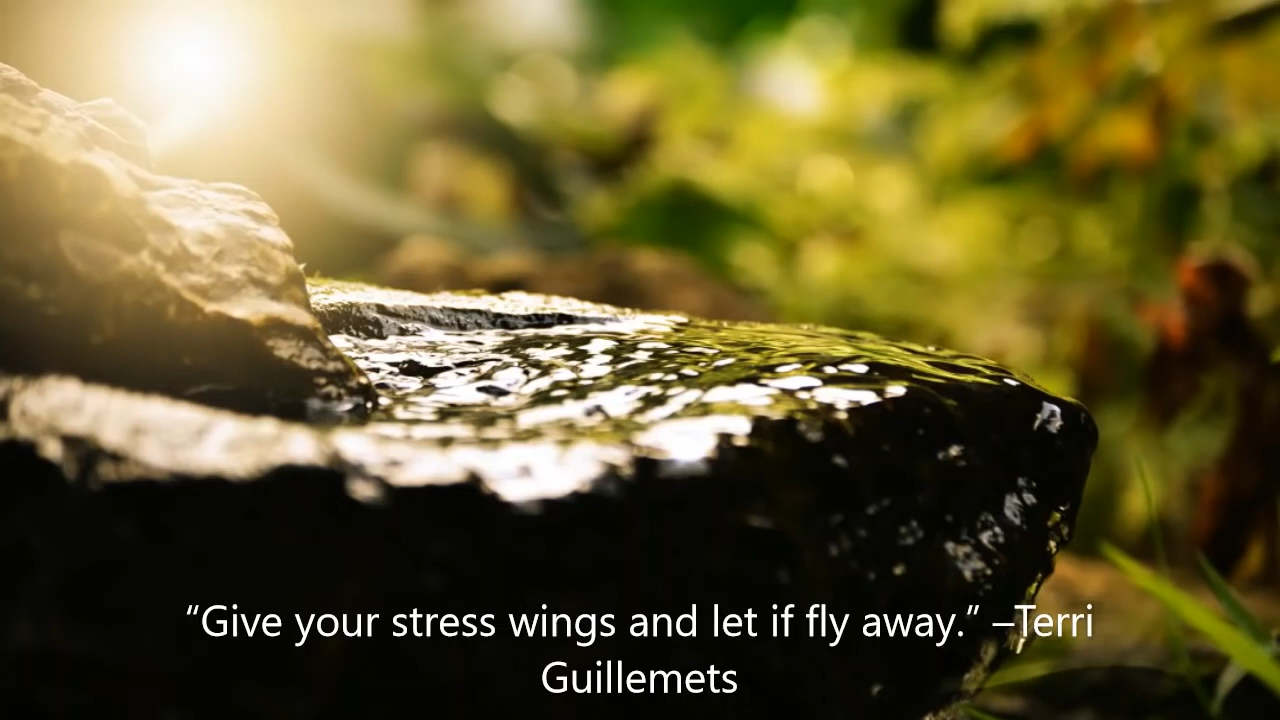 “Give your stress wings and let if fly away.” –Terri
Guillemets